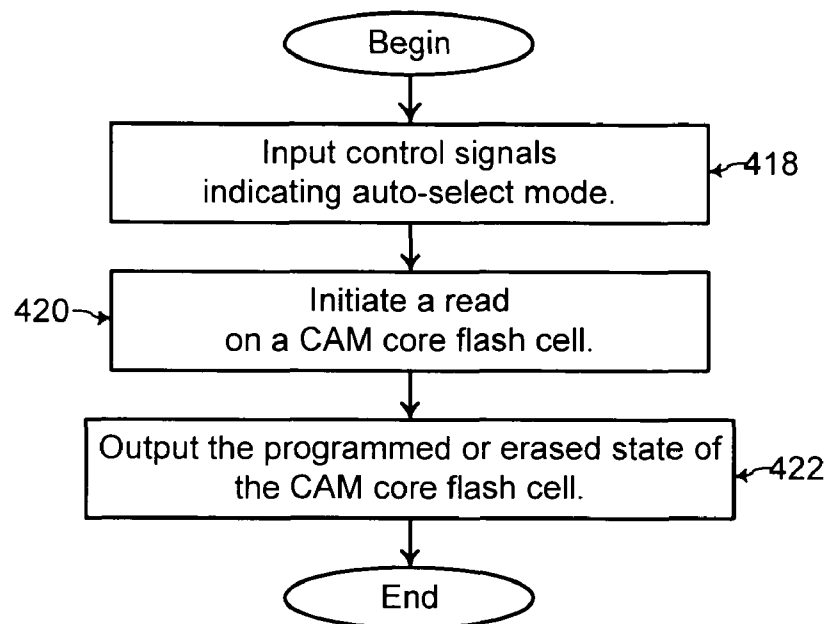 Begin
Input control signals
indicating auto-select mode.
418
420
Initiate a read
on a CAM core flash cell.
Output the programmed or erased state of
the CAM core flash cell.
422
End